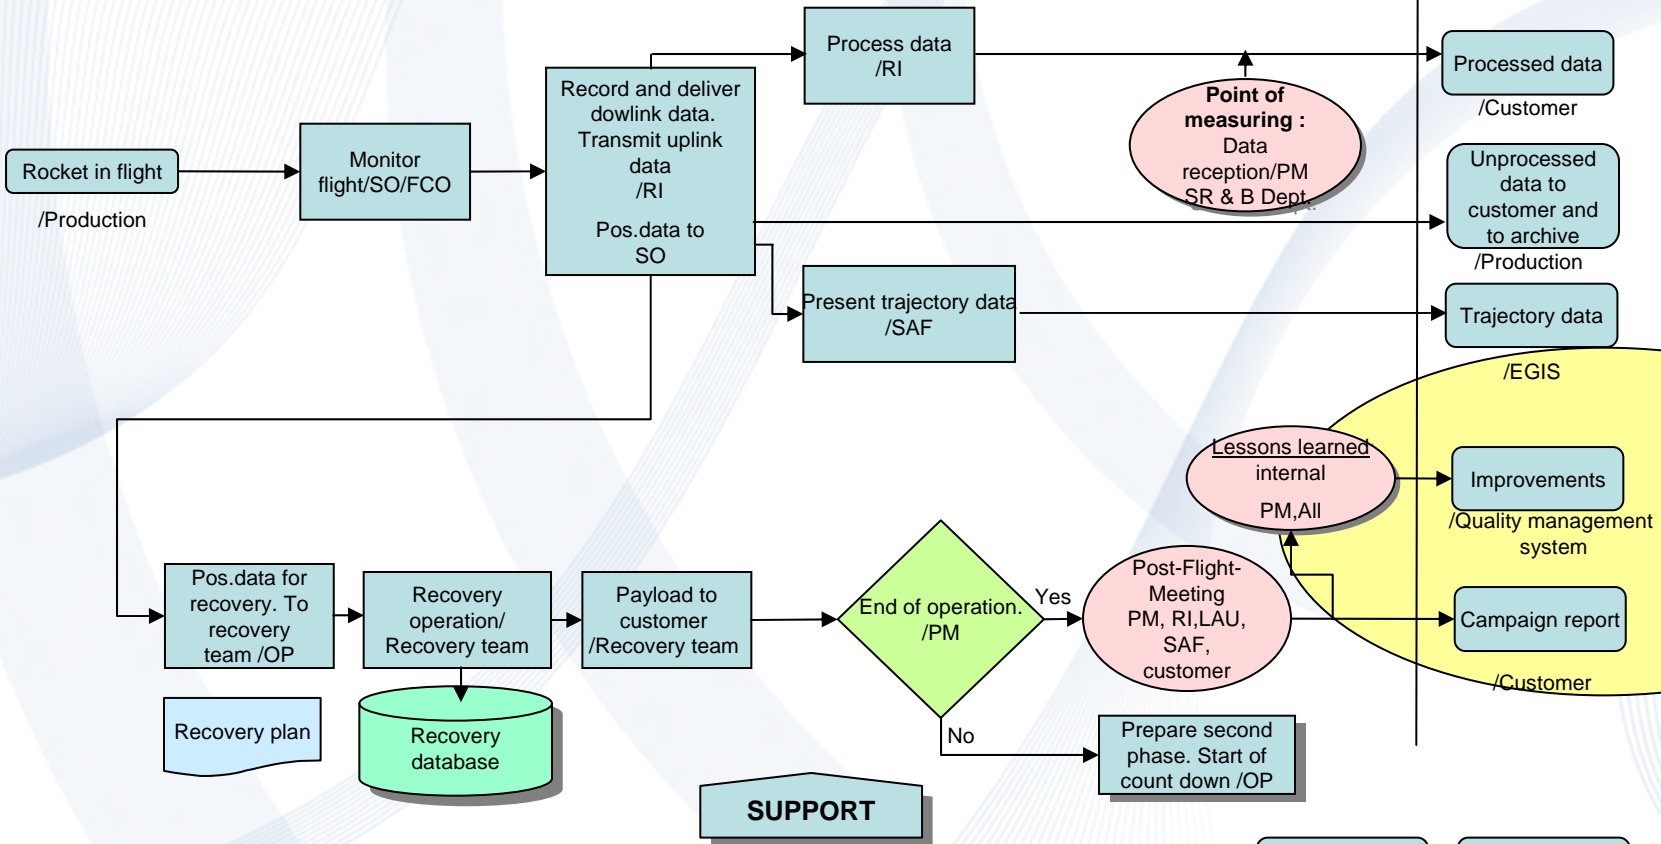 Process data
/RI
Processed data
/Customer
Record and deliver
dowlink data.
Transmit uplink
data
/RI
Pos.data to
SO
Point of
measuring :
Data
reception/PM
SR & B Dept.
Rocket in flight
/Production
Monitor
flight/SO/FCO
Unprocessed
data to
customer and
to archive
/Production
Present trajectory data
/SAF
Trajectory data
/EGIS
Lessons learned
internal
PM,All
Improvements
/Quality management
system
Pos.data for
recovery. To
recovery
team /OP
Recovery
operation/
Recovery team
Payload to
customer
/Recovery team
End of operation.
/PM
Yes
Post-Flight-
Meeting
PM, RI,LAU,
SAF,
customer
Campaign report
/Customer
Recovery plan
Recovery
database
No
Prepare second
phase. Start of
count down /OP
SUPPORT